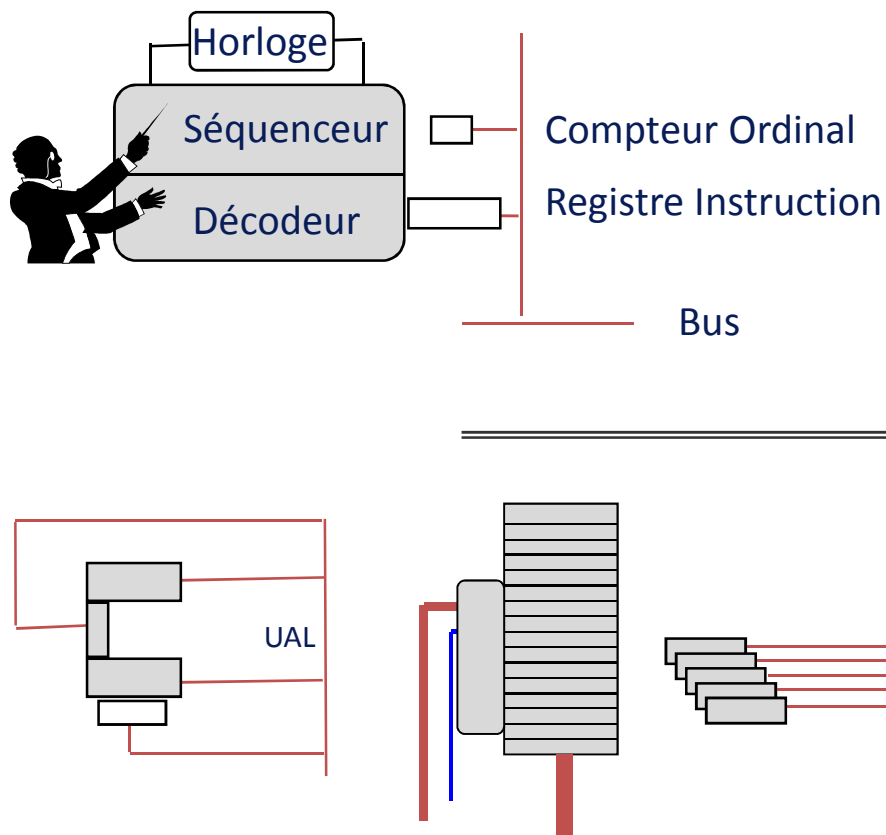 Horloge
Séquenceur
Compteur Ordinal
Décodeur
Registre Instruction
Bus
UAL